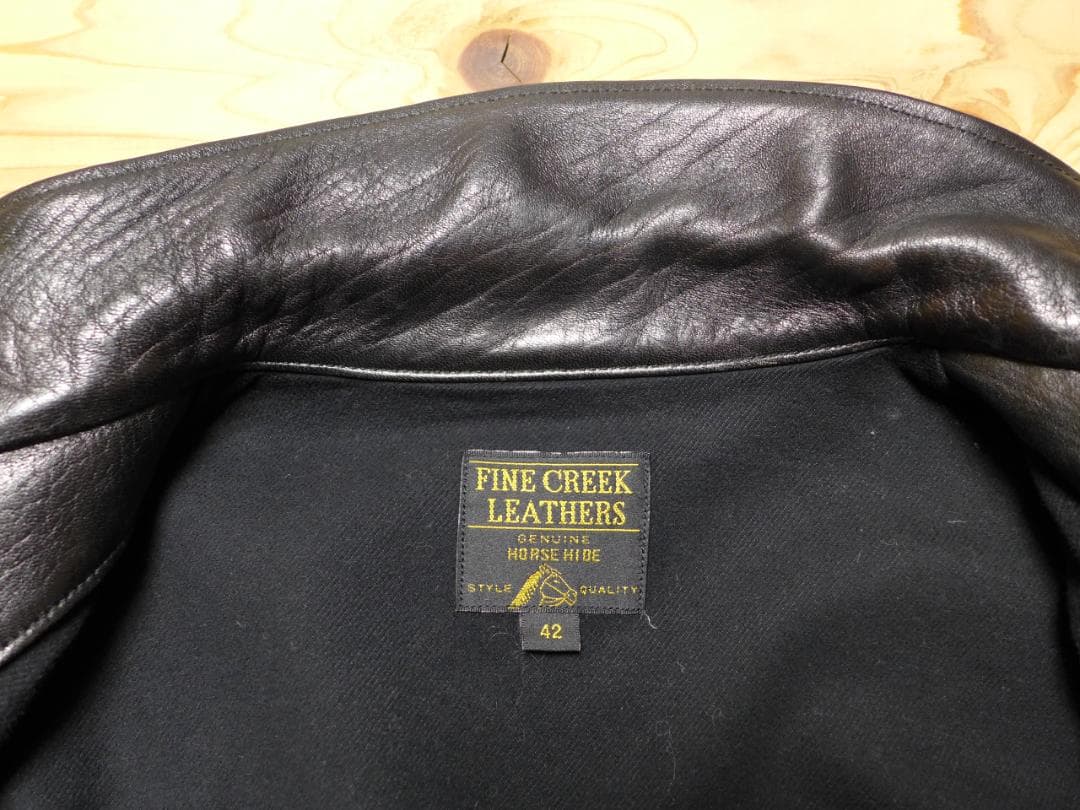 FINE CREEK
LEATHERS
GENUINE
HORSE HIDE
STYLE QUALITY
42